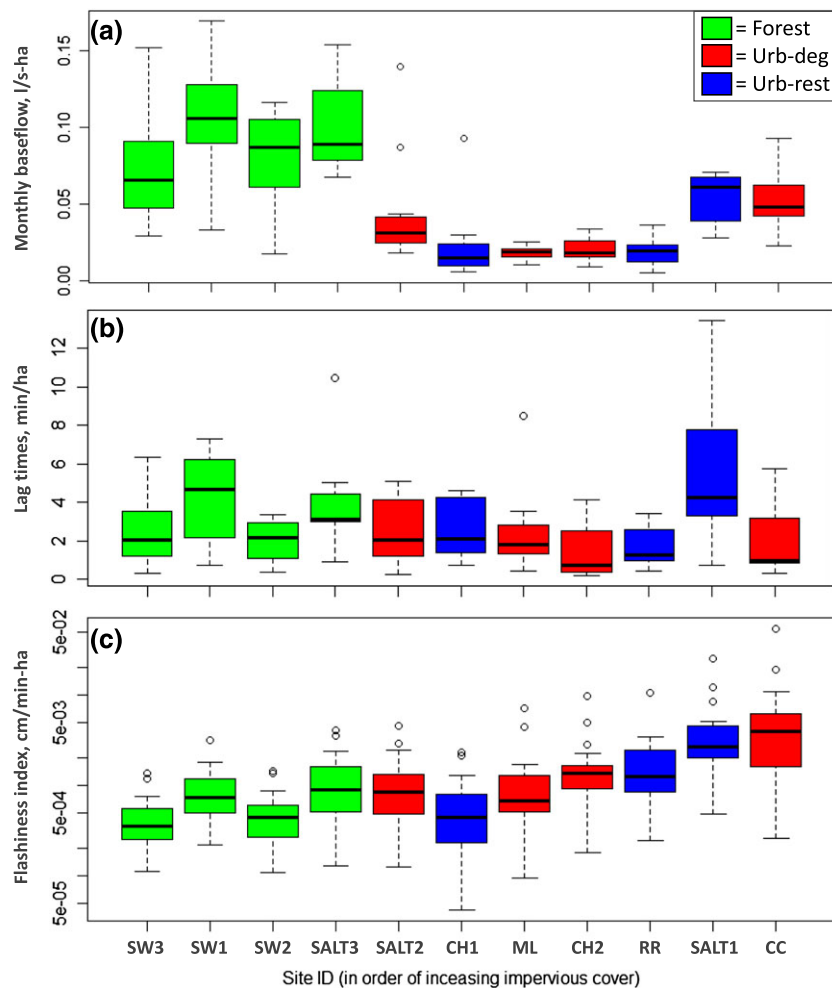 (a)
= Forest
= Urb-deg
= Urb-rest
Monthly baseflow, l/s-ha
0.15
0.10
0.05
0.00
(b)
Lag times, min/ha
12
10
8
6
4
2
0
(c)
Flashiness index, cm/min-ha
5e-02
5e-03
5e-04
5e-05
SW3 SW1 SW2 SALT3 SALT2 CH1 ML CH2 RR SALT1 CC
Site ID (in order of inceasing impervious cover)